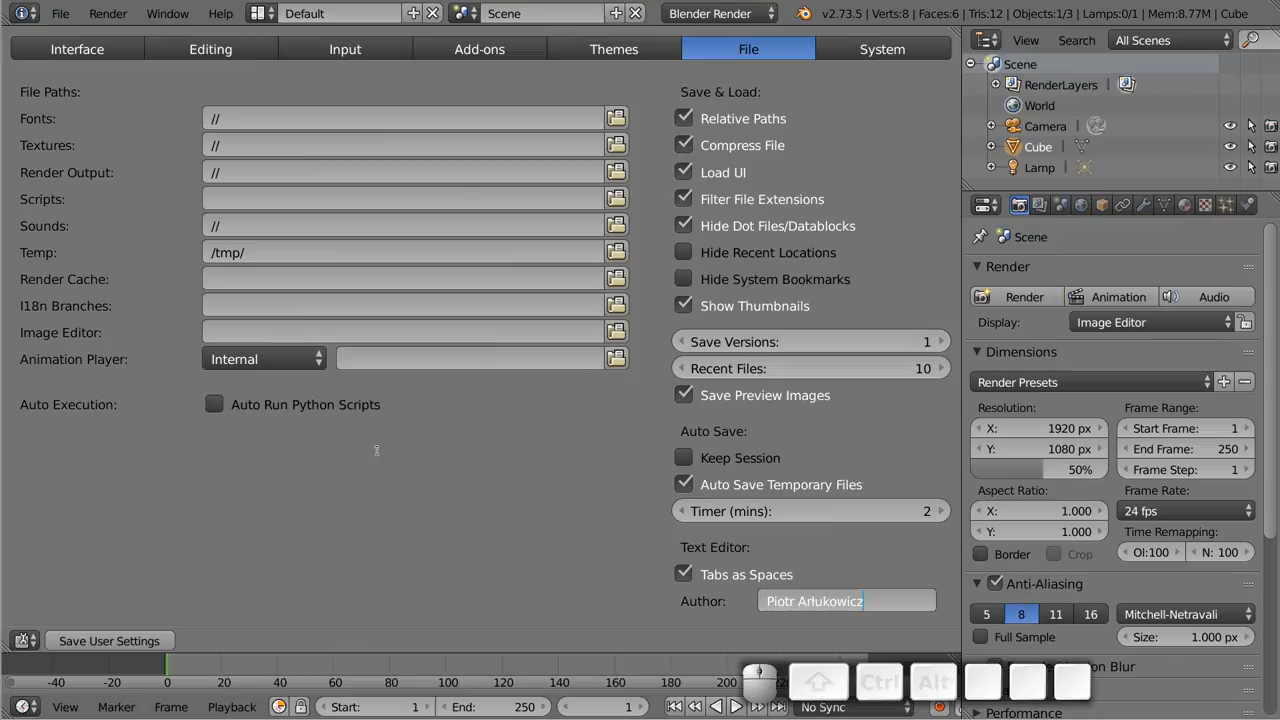 File Render Window Help Default Scene Blender Render v2.73.5 | Verts:8 | Faces:6 | Tris:12 | Objects:1/3 | Lamps:0/1 | Mem:8.77M | Cube
Interface Editing Input Add-ons Themes File System
File Paths:
Fonts: //
Textures: //
Render Output: //
Scripts:
Sounds: //
Temp: /tmp/
Render Cache:
I18n Branches:
Image Editor:
Animation Player: Internal
Auto Execution: Auto Run Python Scripts
Save & Load:
Relative Paths
Compress File
Load UI
Filter File Extensions
Hide Dot Files/Datablocks
Hide Recent Locations
Hide System Bookmarks
Show Thumbnails
Save Versions: 1
Recent Files: 10
Save Preview Images
Auto Save:
Keep Session
Auto Save Temporary Files
Timer (mins): 2
Text Editor:
Tabs as Spaces
Author: Piotr Arłukowicz
Save User Settings
View Search All Scenes
Scene
RenderLayers |
World
Camera |
Cube |
Lamp |
Scene
Render
Render Animation Audio
Display: Image Editor
Dimensions
Render Presets
Resolution: Frame Range:
X: 1920 px Start Frame: 1
Y: 1080 px End Frame: 250
50% Frame Step: 1
Aspect Ratio: Frame Rate:
X: 1.000 24 fps
Y: 1.000 Time Remapping:
Border Crop Ol:100 N: 100
Anti-Aliasing
5 8 11 16 Mitchell-Netravali
Full Sample Size: 1.000 px
Blur
Performance
-40 -20 0 20 40 60 80 100 120 140 160 180 200
Shift Ctrl Alt
View Marker Frame Playback Start: 1 End: 250 1 No Sync